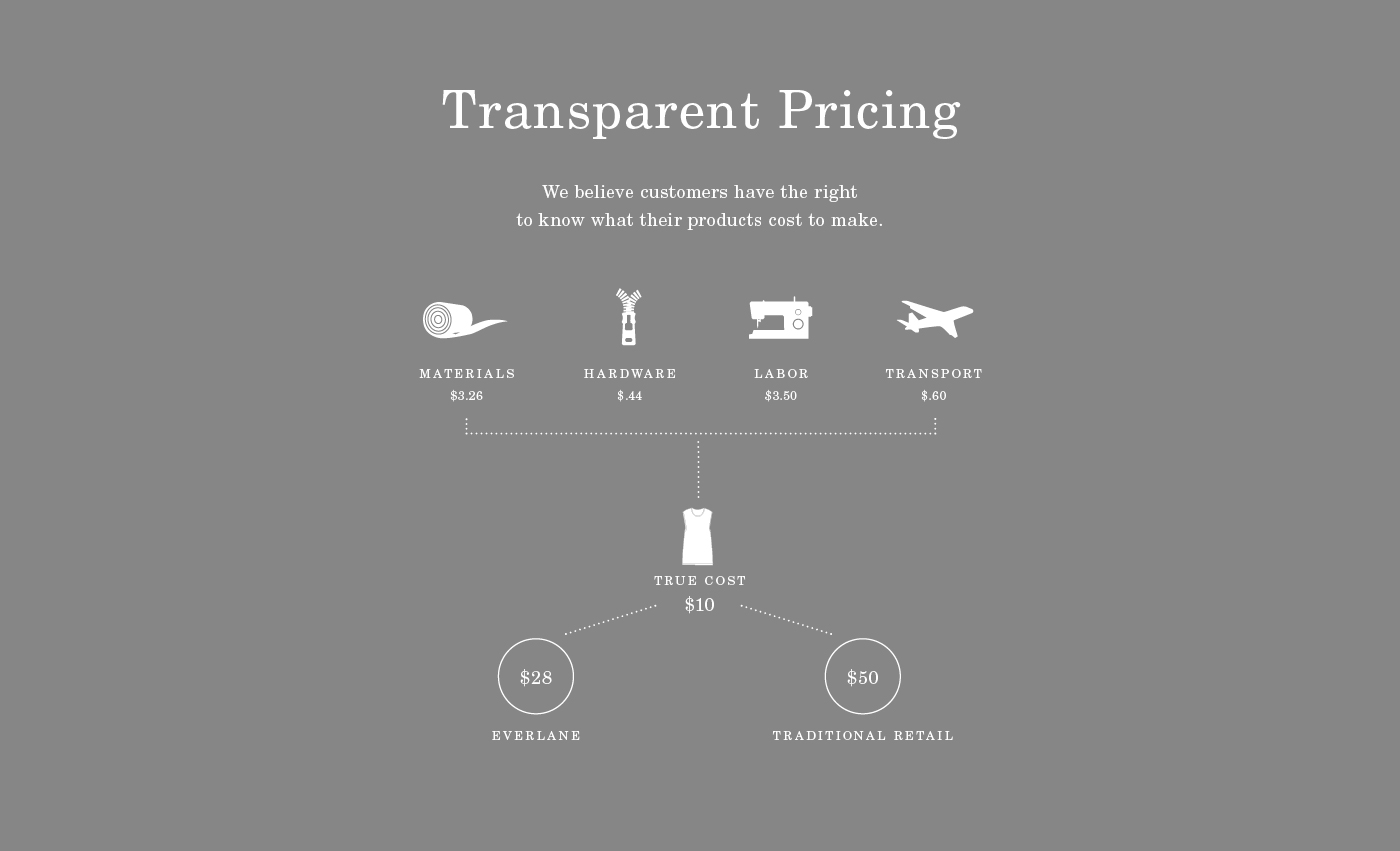 Transparent Pricing
We believe customers have the right
to know what their products cost to make.
MATERIALS
$3.26
HARDWARE
$.44
LABOR
$3.50
TRANSPORT
$.60
TRUE COST
$10
$28
EVERLANE
$50
TRADITIONAL RETAIL